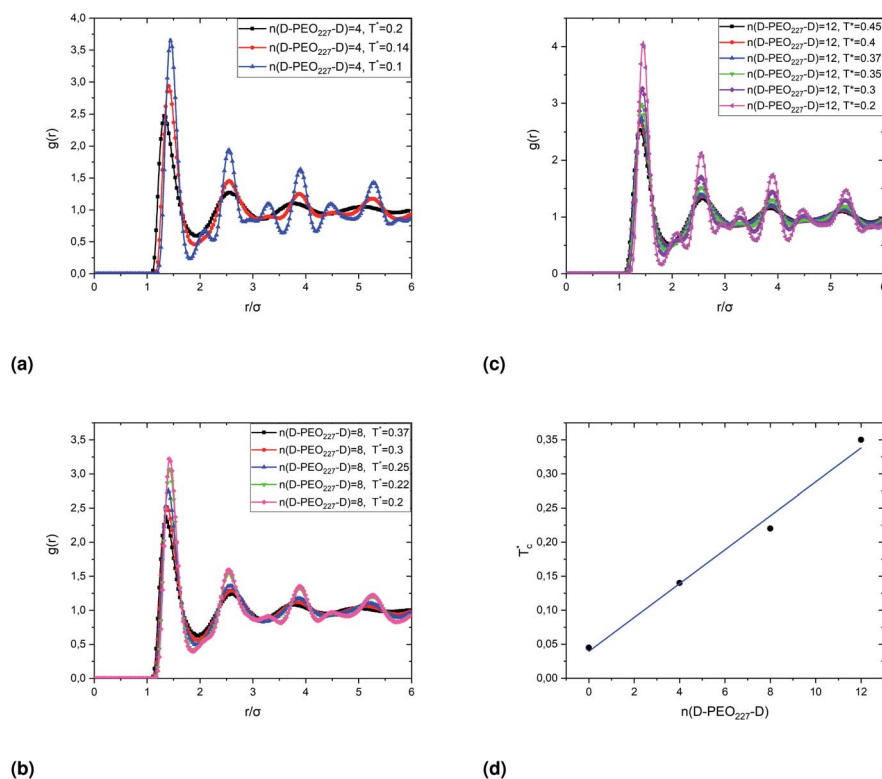 4,0
3,5
3,0
2,5
2,0
1,5
1,0
0,5
0,0
g(r)
n(D-PEO₂₂₇-D)=4, T*=0.2
n(D-PEO₂₂₇-D)=4, T*=0.14
n(D-PEO₂₂₇-D)=4, T*=0.1
0 1 2 3 4 5 6
r/σ
(a)
4
3
2
1
0
g(r)
n(D-PEO₂₂₇-D)=12, T*=0.45
n(D-PEO₂₂₇-D)=12, T*=0.4
n(D-PEO₂₂₇-D)=12, T*=0.37
n(D-PEO₂₂₇-D)=12, T*=0.35
n(D-PEO₂₂₇-D)=12, T*=0.3
n(D-PEO₂₂₇-D)=12, T*=0.2
0 1 2 3 4 5 6
r/σ
(c)
3,5
3,0
2,5
2,0
1,5
1,0
0,5
0,0
g(r)
n(D-PEO₂₂₇-D)=8, T*=0.37
n(D-PEO₂₂₇-D)=8, T*=0.3
n(D-PEO₂₂₇-D)=8, T*=0.25
n(D-PEO₂₂₇-D)=8, T*=0.22
n(D-PEO₂₂₇-D)=8, T*=0.2
0 1 2 3 4 5 6
r/σ
(b)
0,35
0,30
0,25
0,20
0,15
0,10
0,05
0,00
T*c
0 2 4 6 8 10 12
n(D-PEO₂₂₇-D)
(d)